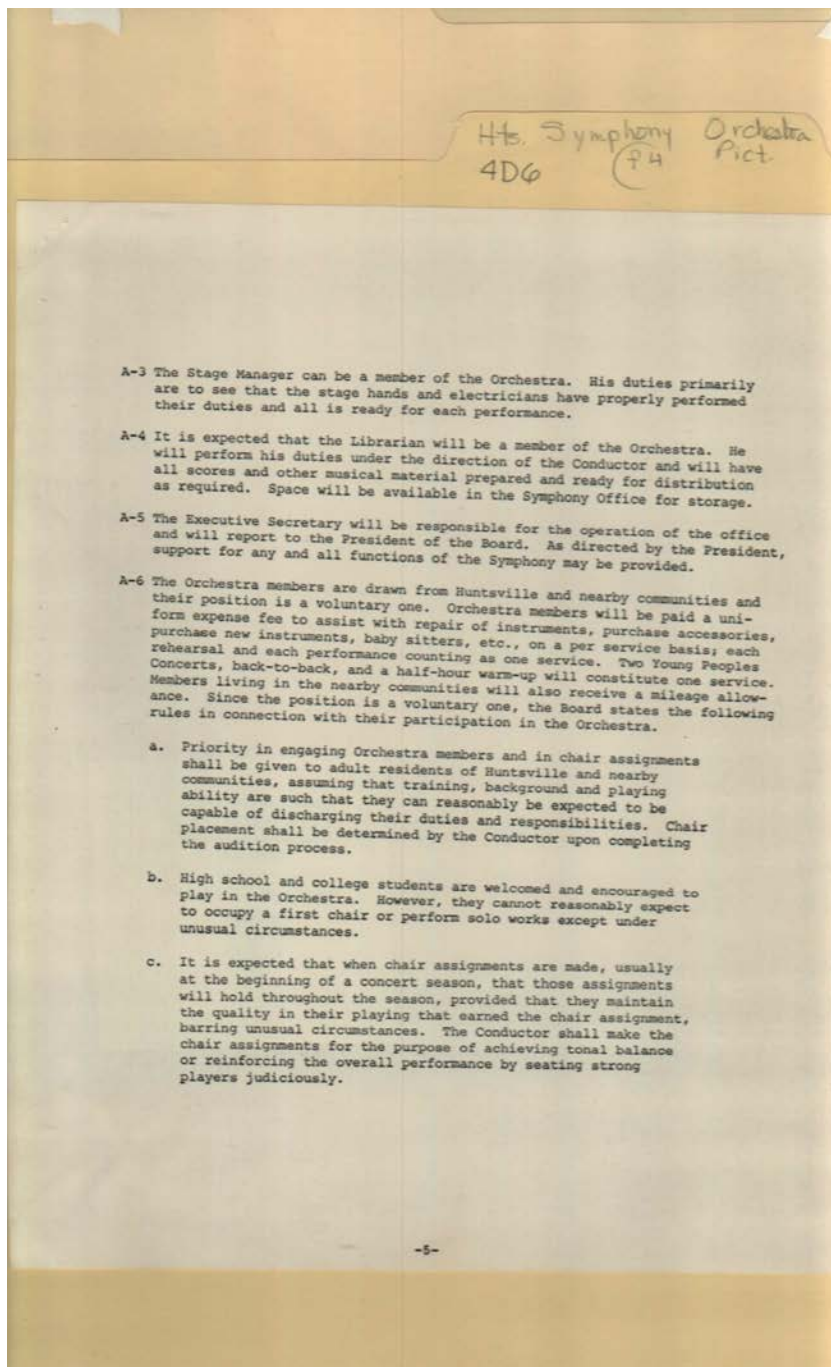 Hts. Symphony Orchestra
4D6 Pict.
A-3 The Stage Manager can be a member of the Orchestra. His duties primarily
are to see that the stage hands and electricians have properly performed
their duties and all is ready for each performance.
A-4 It is expected that the Librarian will be a member of the Orchestra. He
will perform his duties under the direction of the Conductor and will have
all scores and other musical material prepared and ready for distribution
as required. Space will be available in the Symphony Office for storage.
A-5 The Executive Secretary will be responsible for the operation of the office
and will report to the President of the Board. As directed by the President,
support for any and all functions of the Symphony may be provided.
A-6 The Orchestra members are drawn from Huntsville and nearby communities and
their position is a voluntary one. Orchestra members will be paid a uni-
form expense fee to assist with repair of instruments, purchase accessories,
purchase new instruments, baby sitters, etc., on a per service basis; each
rehearsal and each performance counting as one service. Two Young Peoples
Concerts, back-to-back, and a half-hour warm-up will constitute one service.
Members living in the nearby communities will also receive a mileage allow-
ance. Since the position is a voluntary one, the Board states the following
rules in connection with their participation in the Orchestra.
a. Priority in engaging Orchestra members and in chair assignments
shall be given to adult residents of Huntsville and nearby
communities, assuming that training, background and playing
ability are such that they can reasonably be expected to be
capable of discharging their duties and responsibilities. Chair
placement shall be determined by the Conductor upon completing
the audition process.
b. High school and college students are welcomed and encouraged to
play in the Orchestra. However, they cannot reasonably expect
to occupy a first chair or perform solo works except under
unusual circumstances.
c. It is expected that when chair assignments are made, usually
at the beginning of a concert season, that those assignments
will hold throughout the season, provided that they maintain
the quality in their playing that earned the chair assignment,
barring unusual circumstances. The Conductor shall make the
chair assignments for the purpose of achieving tonal balance
or reinforcing the overall performance by seating strong
players judiciously.
-5-